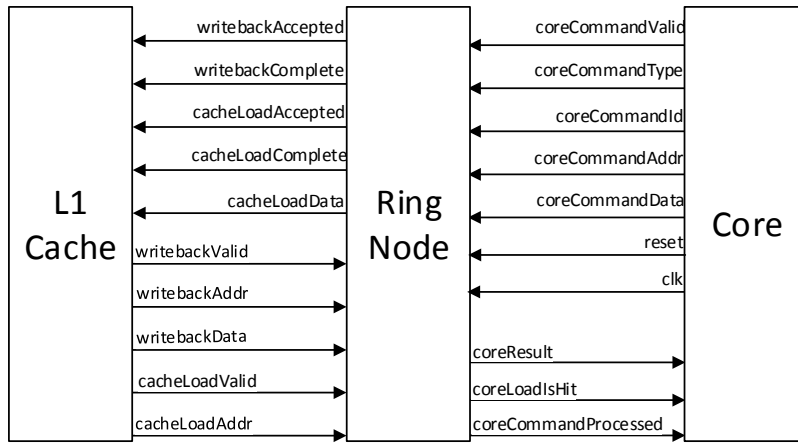 writebackAccepted
writebackComplete
cacheLoadAccepted
cacheLoadComplete
cacheLoadData
L1
Cache
writebackValid
writebackAddr
writebackData
cacheLoadValid
cacheLoadAddr
Ring
Node
coreCommandValid
coreCommandType
coreCommandId
coreCommandAddr
coreCommandData
reset
clk
coreResult
coreLoadIsHit
coreCommandProcessed
Core